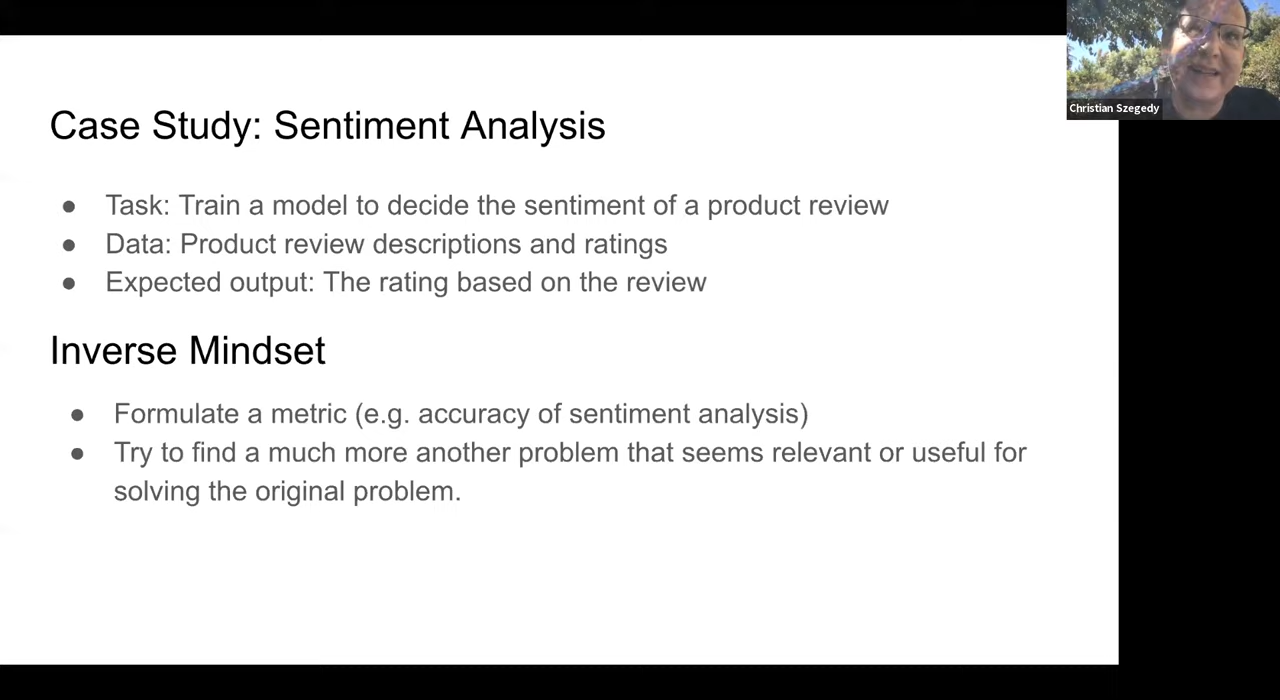 Christian Szegedy
Case Study: Sentiment Analysis
● Task: Train a model to decide the sentiment of a product review
● Data: Product review descriptions and ratings
● Expected output: The rating based on the review
Inverse Mindset
● Formulate a metric (e.g. accuracy of sentiment analysis)
● Try to find a much more another problem that seems relevant or useful for
solving the original problem.